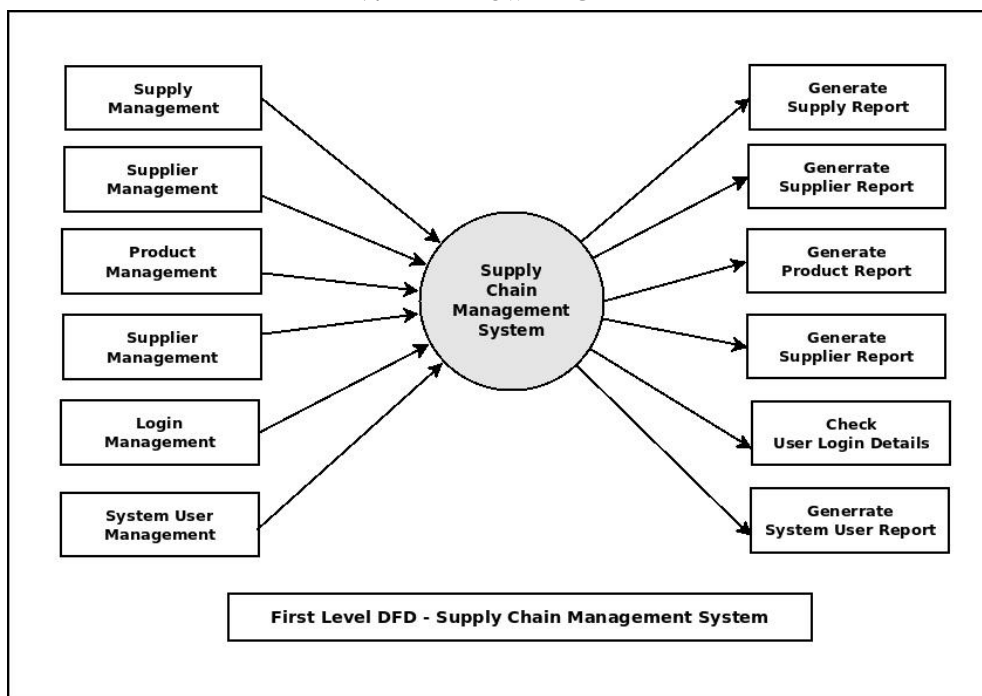 Supply
Management
Supplier
Management
Product
Management
Supplier
Management
Login
Management
System User
Management
Supply
Chain
Management
System
Generate
Supply Report
Generrate
Supplier Report
Generate
Product Report
Generate
Supplier Report
Check
User Login Details
Generrate
System User Report
First Level DFD - Supply Chain Management System